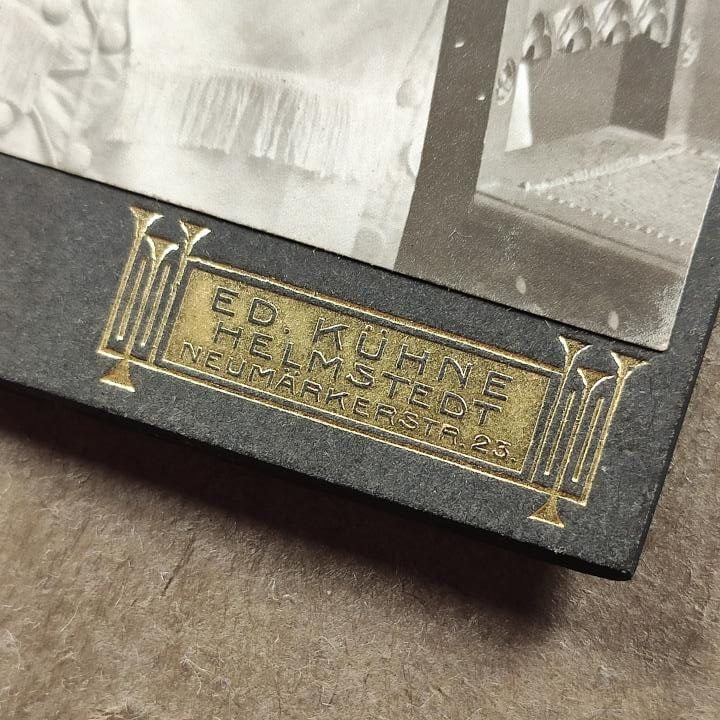 ED. KÜHNE
HELMSTEDT
NEUMÄRKERSTR. 23.